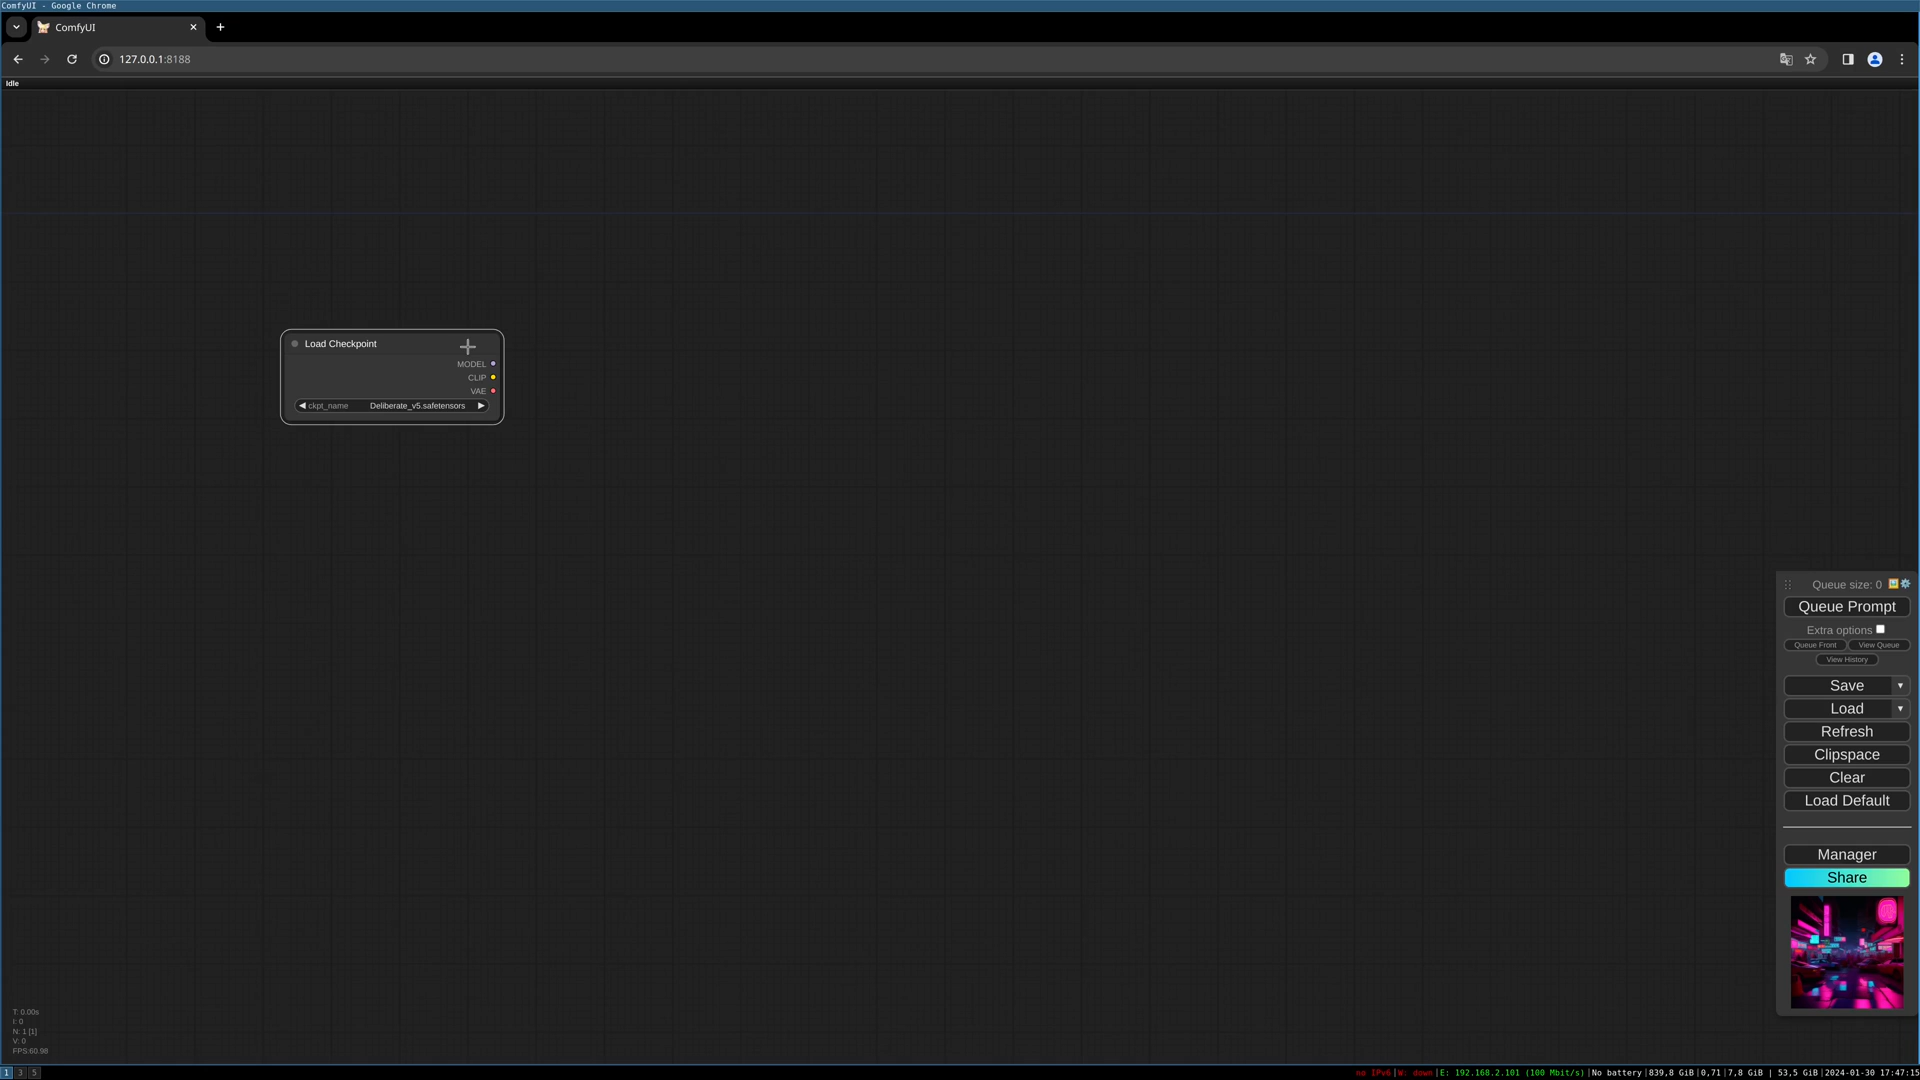 ComfyUI - Google Chrome
ComfyUI
127.0.0.1:8188
Idle
Load Checkpoint
MODEL
CLIP
VAE
ckpt_name Deliberate_v5.safetensors
Queue size: 0
Queue Prompt
Extra options
Queue Front View Queue
View History
Save
Load
Refresh
Clipspace
Clear
Load Default
Manager
Share
T: 0.00s
I: 0
N: 1 [1]
V: 0
FPS:60.98
1 3 5 no IPv6|W: down|E: 192.168.2.101 (100 Mbit/s)|No battery|839,8 GiB|0,71|7,8 GiB | 53,5 GiB|2024-01-30 17:47:15